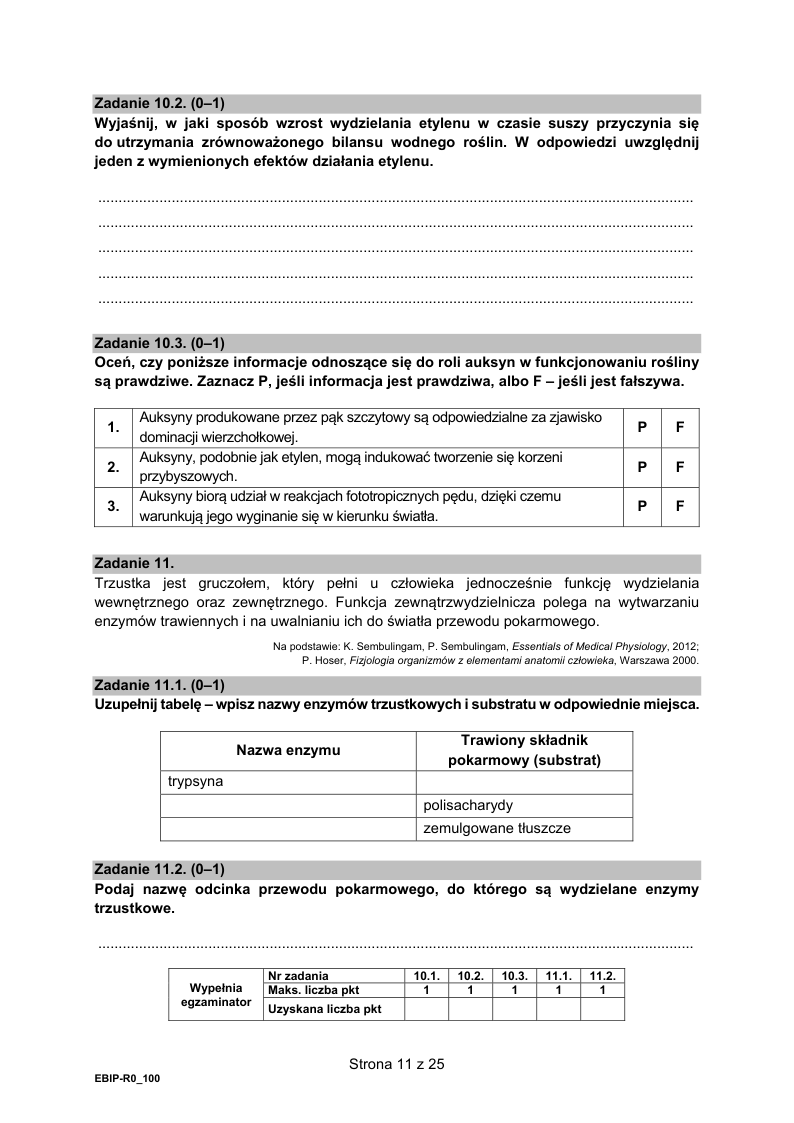 Zadanie 10.2. (0–1)
Wyjaśnij, w jaki sposób wzrost wydzielania etylenu w czasie suszy przyczynia się
do utrzymania zrównoważonego bilansu wodnego roślin. W odpowiedzi uwzględnij
jeden z wymienionych efektów działania etylenu.
....................................................................................................................................................
....................................................................................................................................................
....................................................................................................................................................
....................................................................................................................................................
....................................................................................................................................................
Zadanie 10.3. (0–1)
Oceń, czy poniższe informacje odnoszące się do roli auksyn w funkcjonowaniu rośliny
są prawdziwe. Zaznacz P, jeśli informacja jest prawdziwa, albo F – jeśli jest fałszywa.
1. Auksyny produkowane przez pąk szczytowy są odpowiedzialne za zjawisko
dominacji wierzchołkowej. P F
2. Auksyny, podobnie jak etylen, mogą indukować tworzenie się korzeni
przybyszowych. P F
3. Auksyny biorą udział w reakcjach fototropicznych pędu, dzięki czemu
warunkują jego wyginanie się w kierunku światła. P F
Zadanie 11.
Trzustka jest gruczołem, który pełni u człowieka jednocześnie funkcję wydzielania
wewnętrznego oraz zewnętrznego. Funkcja zewnątrzwydzielnicza polega na wytwarzaniu
enzymów trawiennych i na uwalnianiu ich do światła przewodu pokarmowego.
Na podstawie: K. Sembulingam, P. Sembulingam, Essentials of Medical Physiology, 2012;
P. Hoser, Fizjologia organizmów z elementami anatomii człowieka, Warszawa 2000.
Zadanie 11.1. (0–1)
Uzupełnij tabelę – wpisz nazwy enzymów trzustkowych i substratu w odpowiednie miejsca.
Nazwa enzymu
Trawiony składnik
pokarmowy (substrat)
trypsyna
polisacharydy
zemulgowane tłuszcze
Zadanie 11.2. (0–1)
Podaj nazwę odcinka przewodu pokarmowego, do którego są wydzielane enzymy
trzustkowe.
....................................................................................................................................................
Wypełnia
egzaminator
Nr zadania 10.1. 10.2. 10.3. 11.1. 11.2.
Maks. liczba pkt 1 1 1 1 1
Uzyskana liczba pkt
Strona 11 z 25
EBIP-R0_100